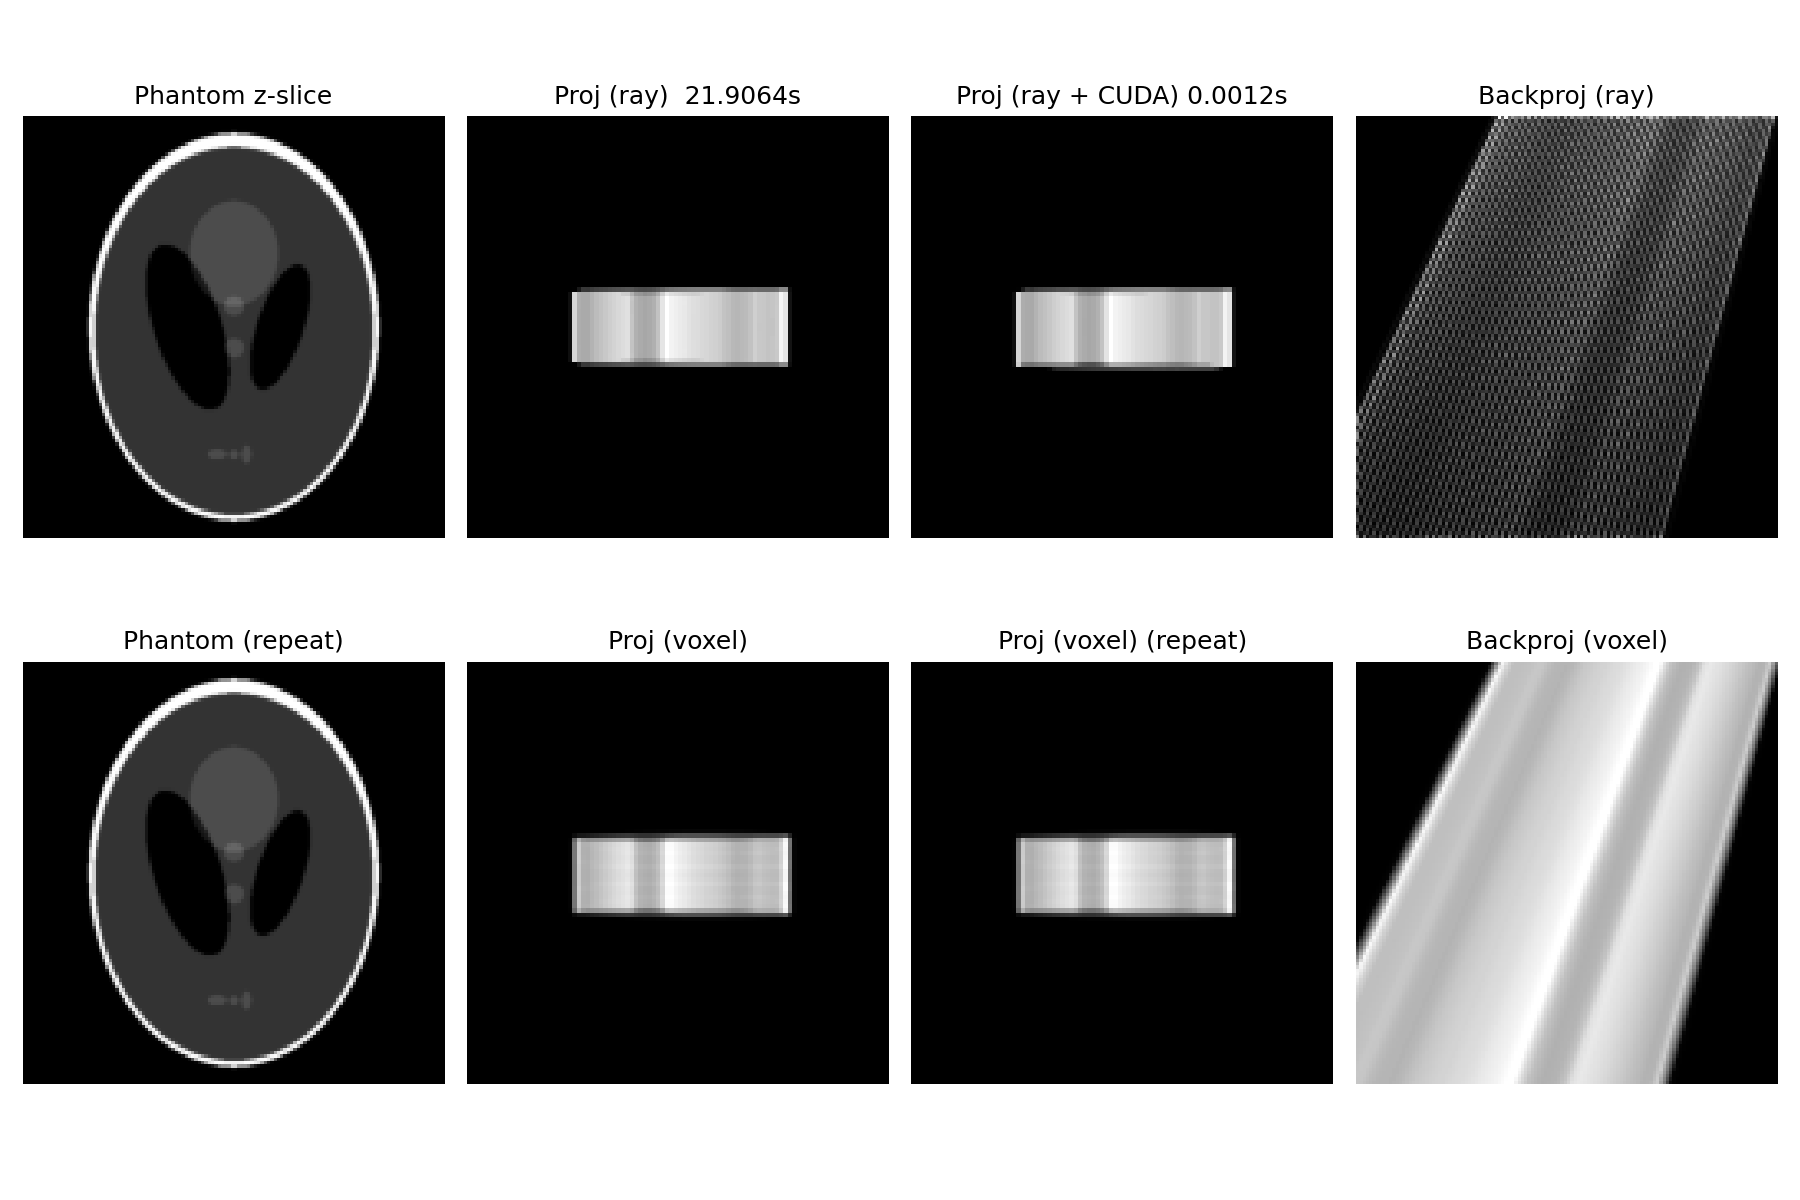 Phantom z-slice
Proj (ray)  21.9064s
Proj (ray + CUDA) 0.0012s
Backproj (ray)
Phantom (repeat)
Proj (voxel)
Proj (voxel) (repeat)
Backproj (voxel)